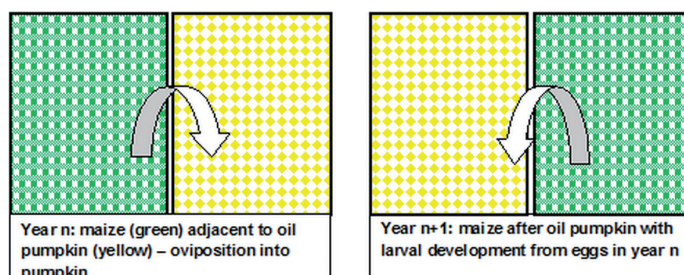 Year n: maize (green) adjacent to oil
pumpkin (yellow) – oviposition into
pumpkin
Year n+1: maize after oil pumpkin with
larval development from eggs in year n